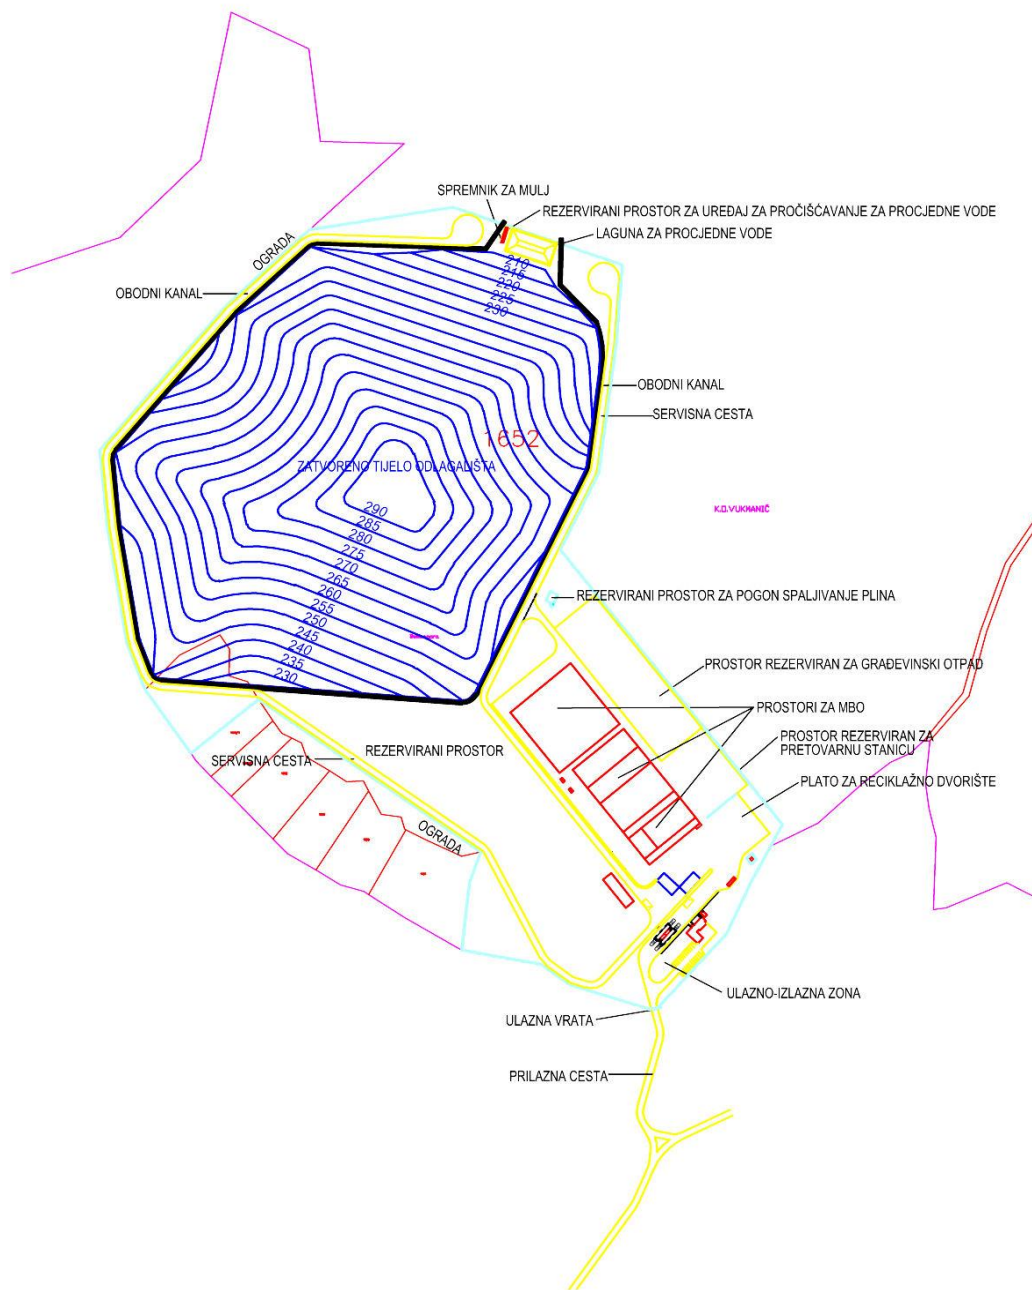 SPREMNIK ZA MULJ
REZERVIRANI PROSTOR ZA UREĐAJ ZA PROČIŠĆAVANJE ZA PROCJEDNE VODE
LAGUNA ZA PROCJEDNE VODE
OGRADA
210
215
220
225
230
OBODNI KANAL
OBODNI KANAL
SERVISNA CESTA
1652
ZATVORENO TIJELO ODLAGALIŠTA
290
285
280
275
270
265
260
255
250
245
240
235
230
K.O.VUKMANIČ
REZERVIRANI PROSTOR ZA POGON SPALJIVANJE PLINA
PROSTOR REZERVIRAN ZA GRAĐEVINSKI OTPAD
PROSTORI ZA MBO
PROSTOR REZERVIRAN ZA
PRETOVARNU STANICU
REZERVIRANI PROSTOR
SERVISNA CESTA
PLATO ZA RECIKLAŽNO DVORIŠTE
OGRADA
ULAZNO-IZLAZNA ZONA
ULAZNA VRATA
PRILAZNA CESTA